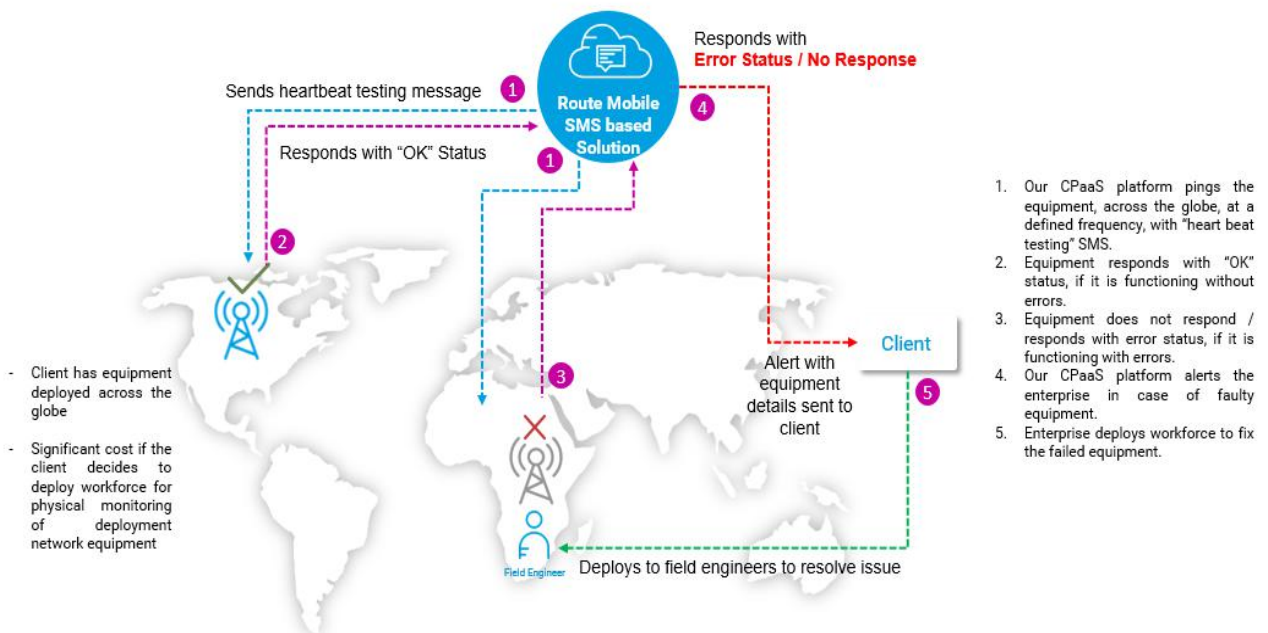 Responds with
Error Status / No Response
Sends heartbeat testing message
1
Route Mobile
SMS based
Solution
4
Responds with “OK” Status
1
1. Our CPaaS platform pings the
equipment, across the globe, at a
defined frequency, with “heart beat
testing” SMS.
2. Equipment responds with “OK”
status, if it is functioning without
errors.
3. Equipment does not respond /
responds with error status, if it is
functioning with errors.
4. Our CPaaS platform alerts the
enterprise in case of faulty
equipment.
5. Enterprise deploys workforce to fix
the failed equipment.
2
Client
Alert with
equipment
details sent to
client
3
5
- Client has equipment
deployed across the
globe
- Significant cost if the
client decides to
deploy workforce for
physical monitoring
of deployment
network equipment
Field Engineer
Deploys to field engineers to resolve issue